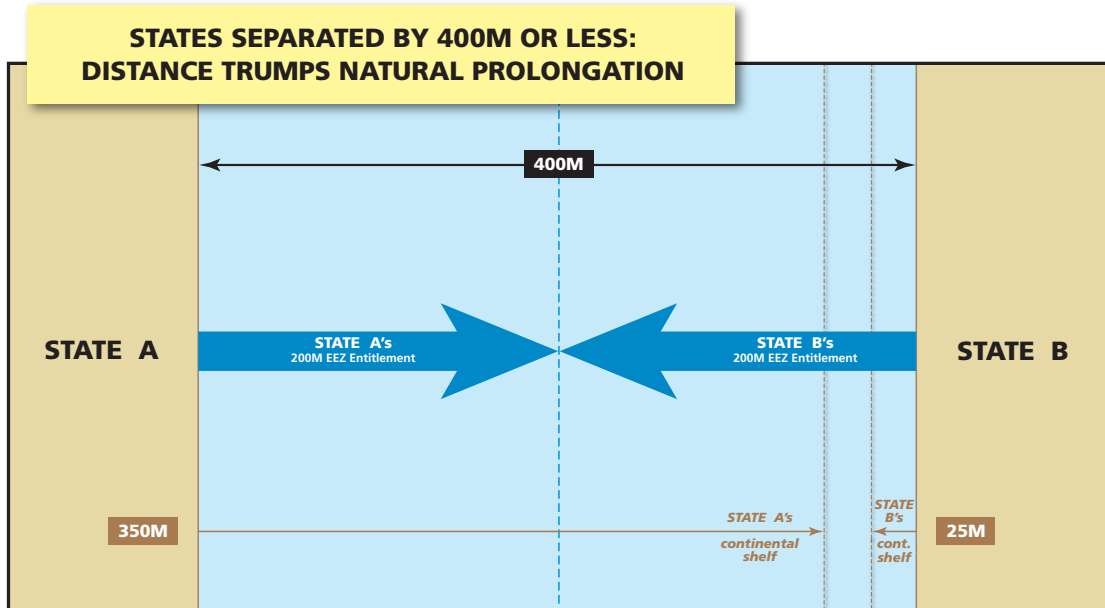 STATES SEPARATED BY 400M OR LESS:
DISTANCE TRUMPS NATURAL PROLONGATION
400M
STATE A
STATE A's
200M EEZ Entitlement
STATE B's
200M EEZ Entitlement
STATE B
350M
STATE A's
continental
shelf
STATE
B's
cont.
shelf
25M